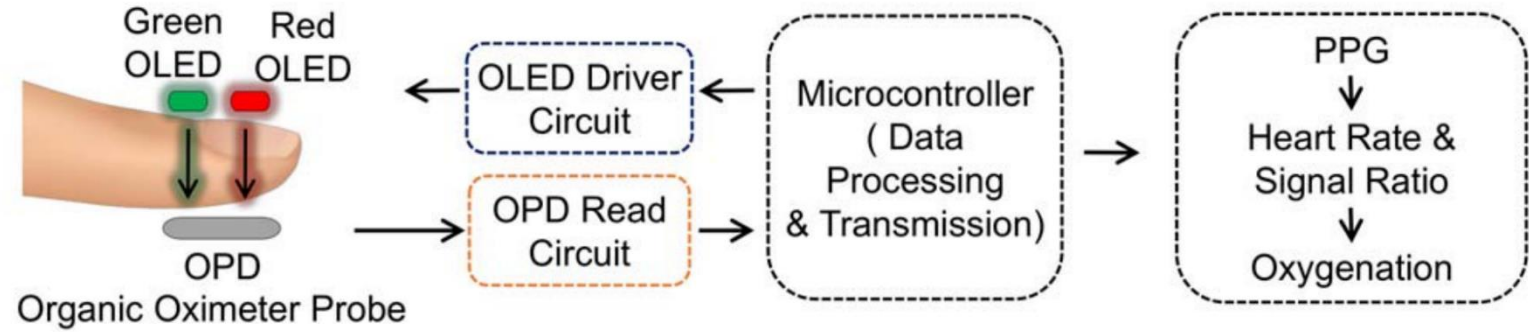 Green
OLED
Red
OLED
OPD
Organic Oximeter Probe
OLED Driver
Circuit
OPD Read
Circuit
Microcontroller
( Data
Processing
& Transmission)
PPG
Heart Rate &
Signal Ratio
Oxygenation